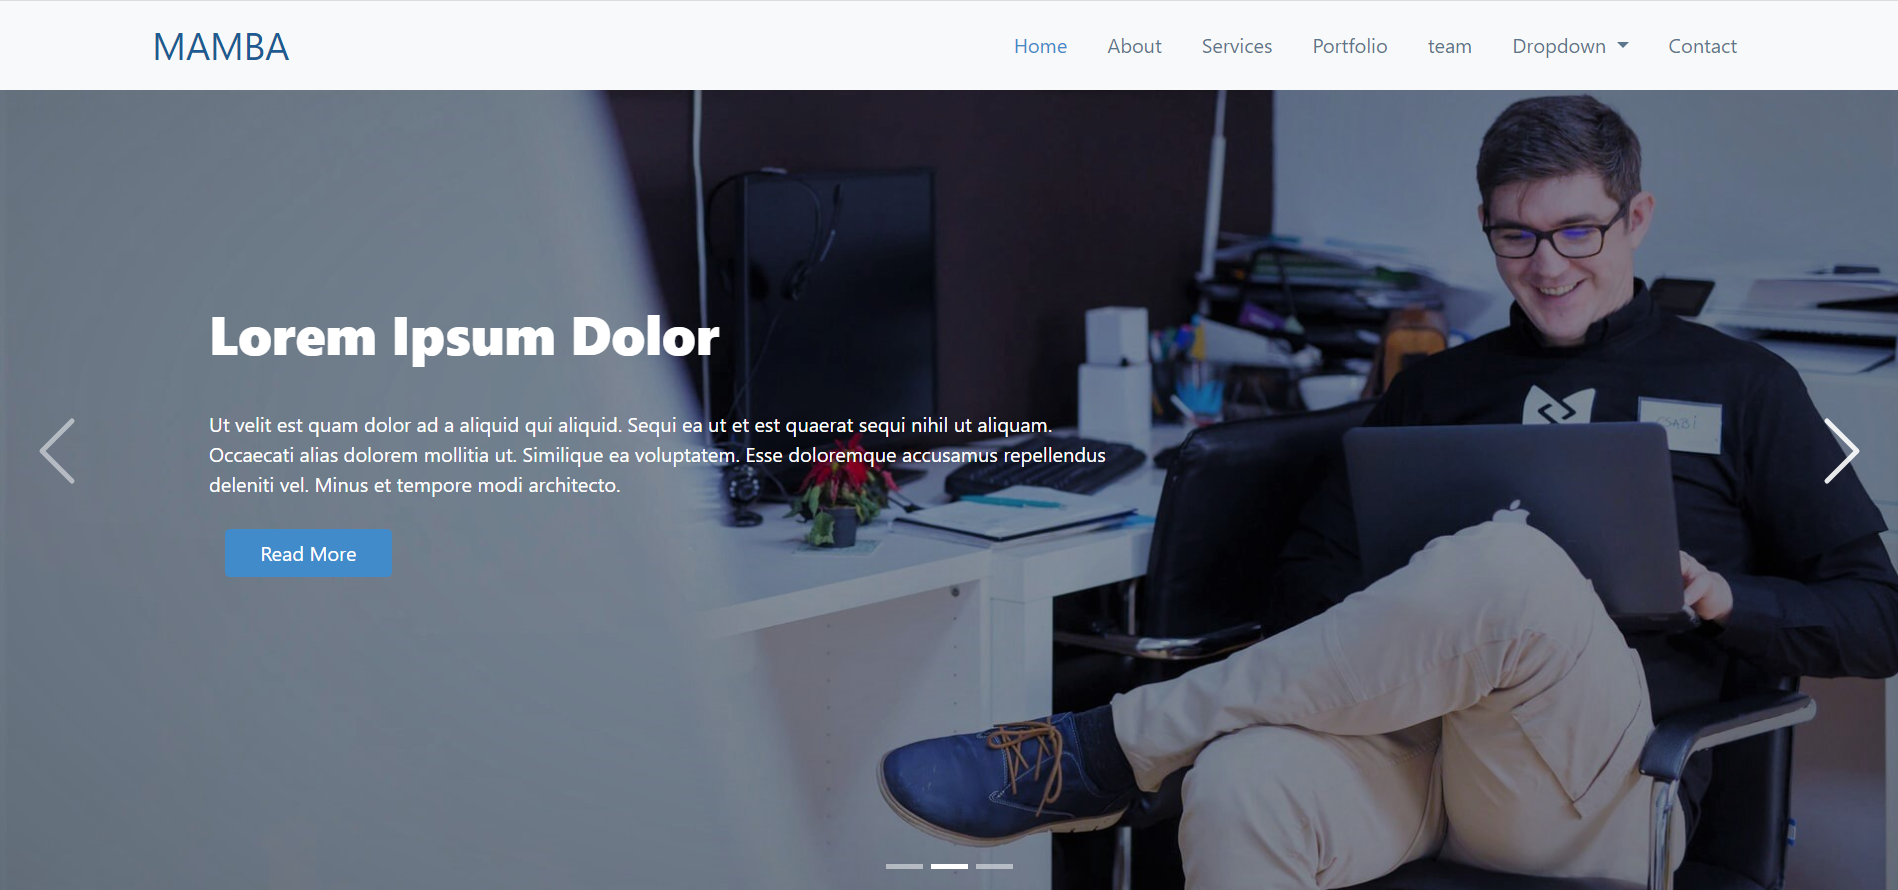 MAMBA
Home About Services Portfolio team Dropdown Contact
Lorem Ipsum Dolor
Ut velit est quam dolor ad a aliquid qui aliquid. Sequi ea ut et est quaerat sequi nihil ut aliquam.
Occaecati alias dolorem mollitia ut. Similique ea voluptatem. Esse doloremque accusamus repellendus
deleniti vel. Minus et tempore modi architecto.
Read More
CSABI